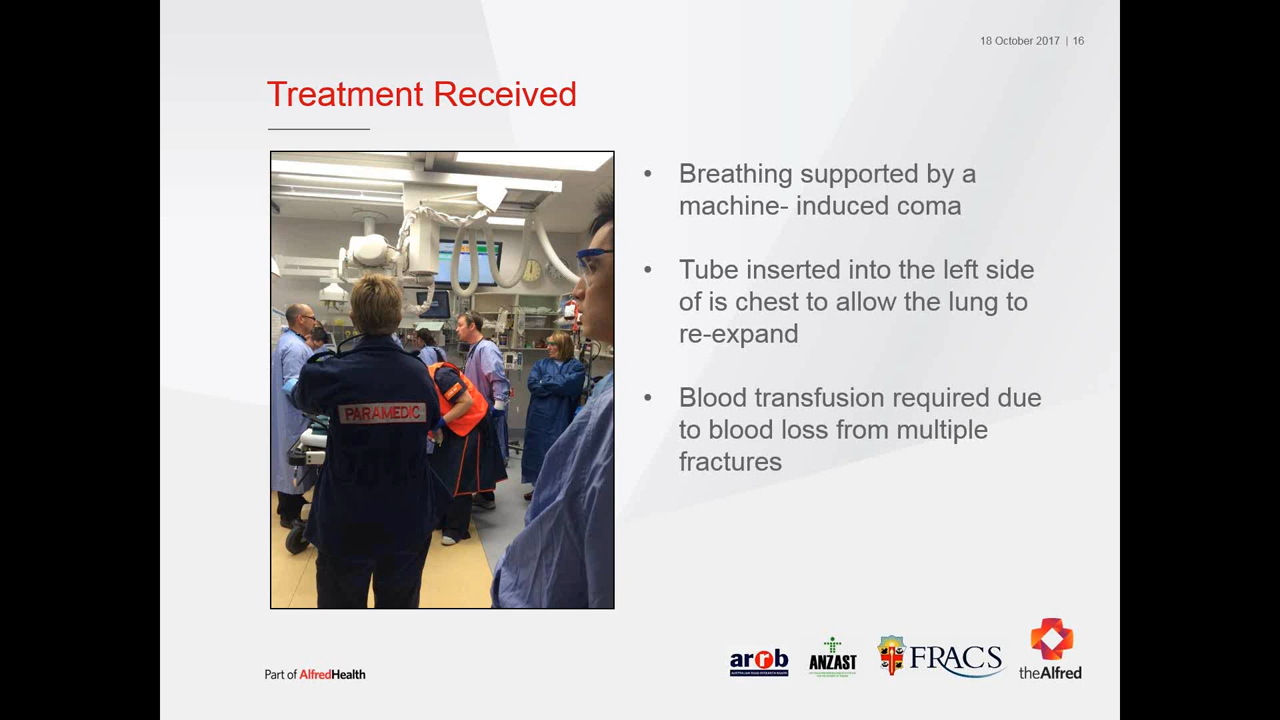 18 October 2017 | 16
Treatment Received
PARAMEDIC
• Breathing supported by a
machine- induced coma
• Tube inserted into the left side
of is chest to allow the lung to
re-expand
• Blood transfusion required due
to blood loss from multiple
fractures
Part of AlfredHealth
arrb
ANZAST
FRACS
theAlfred